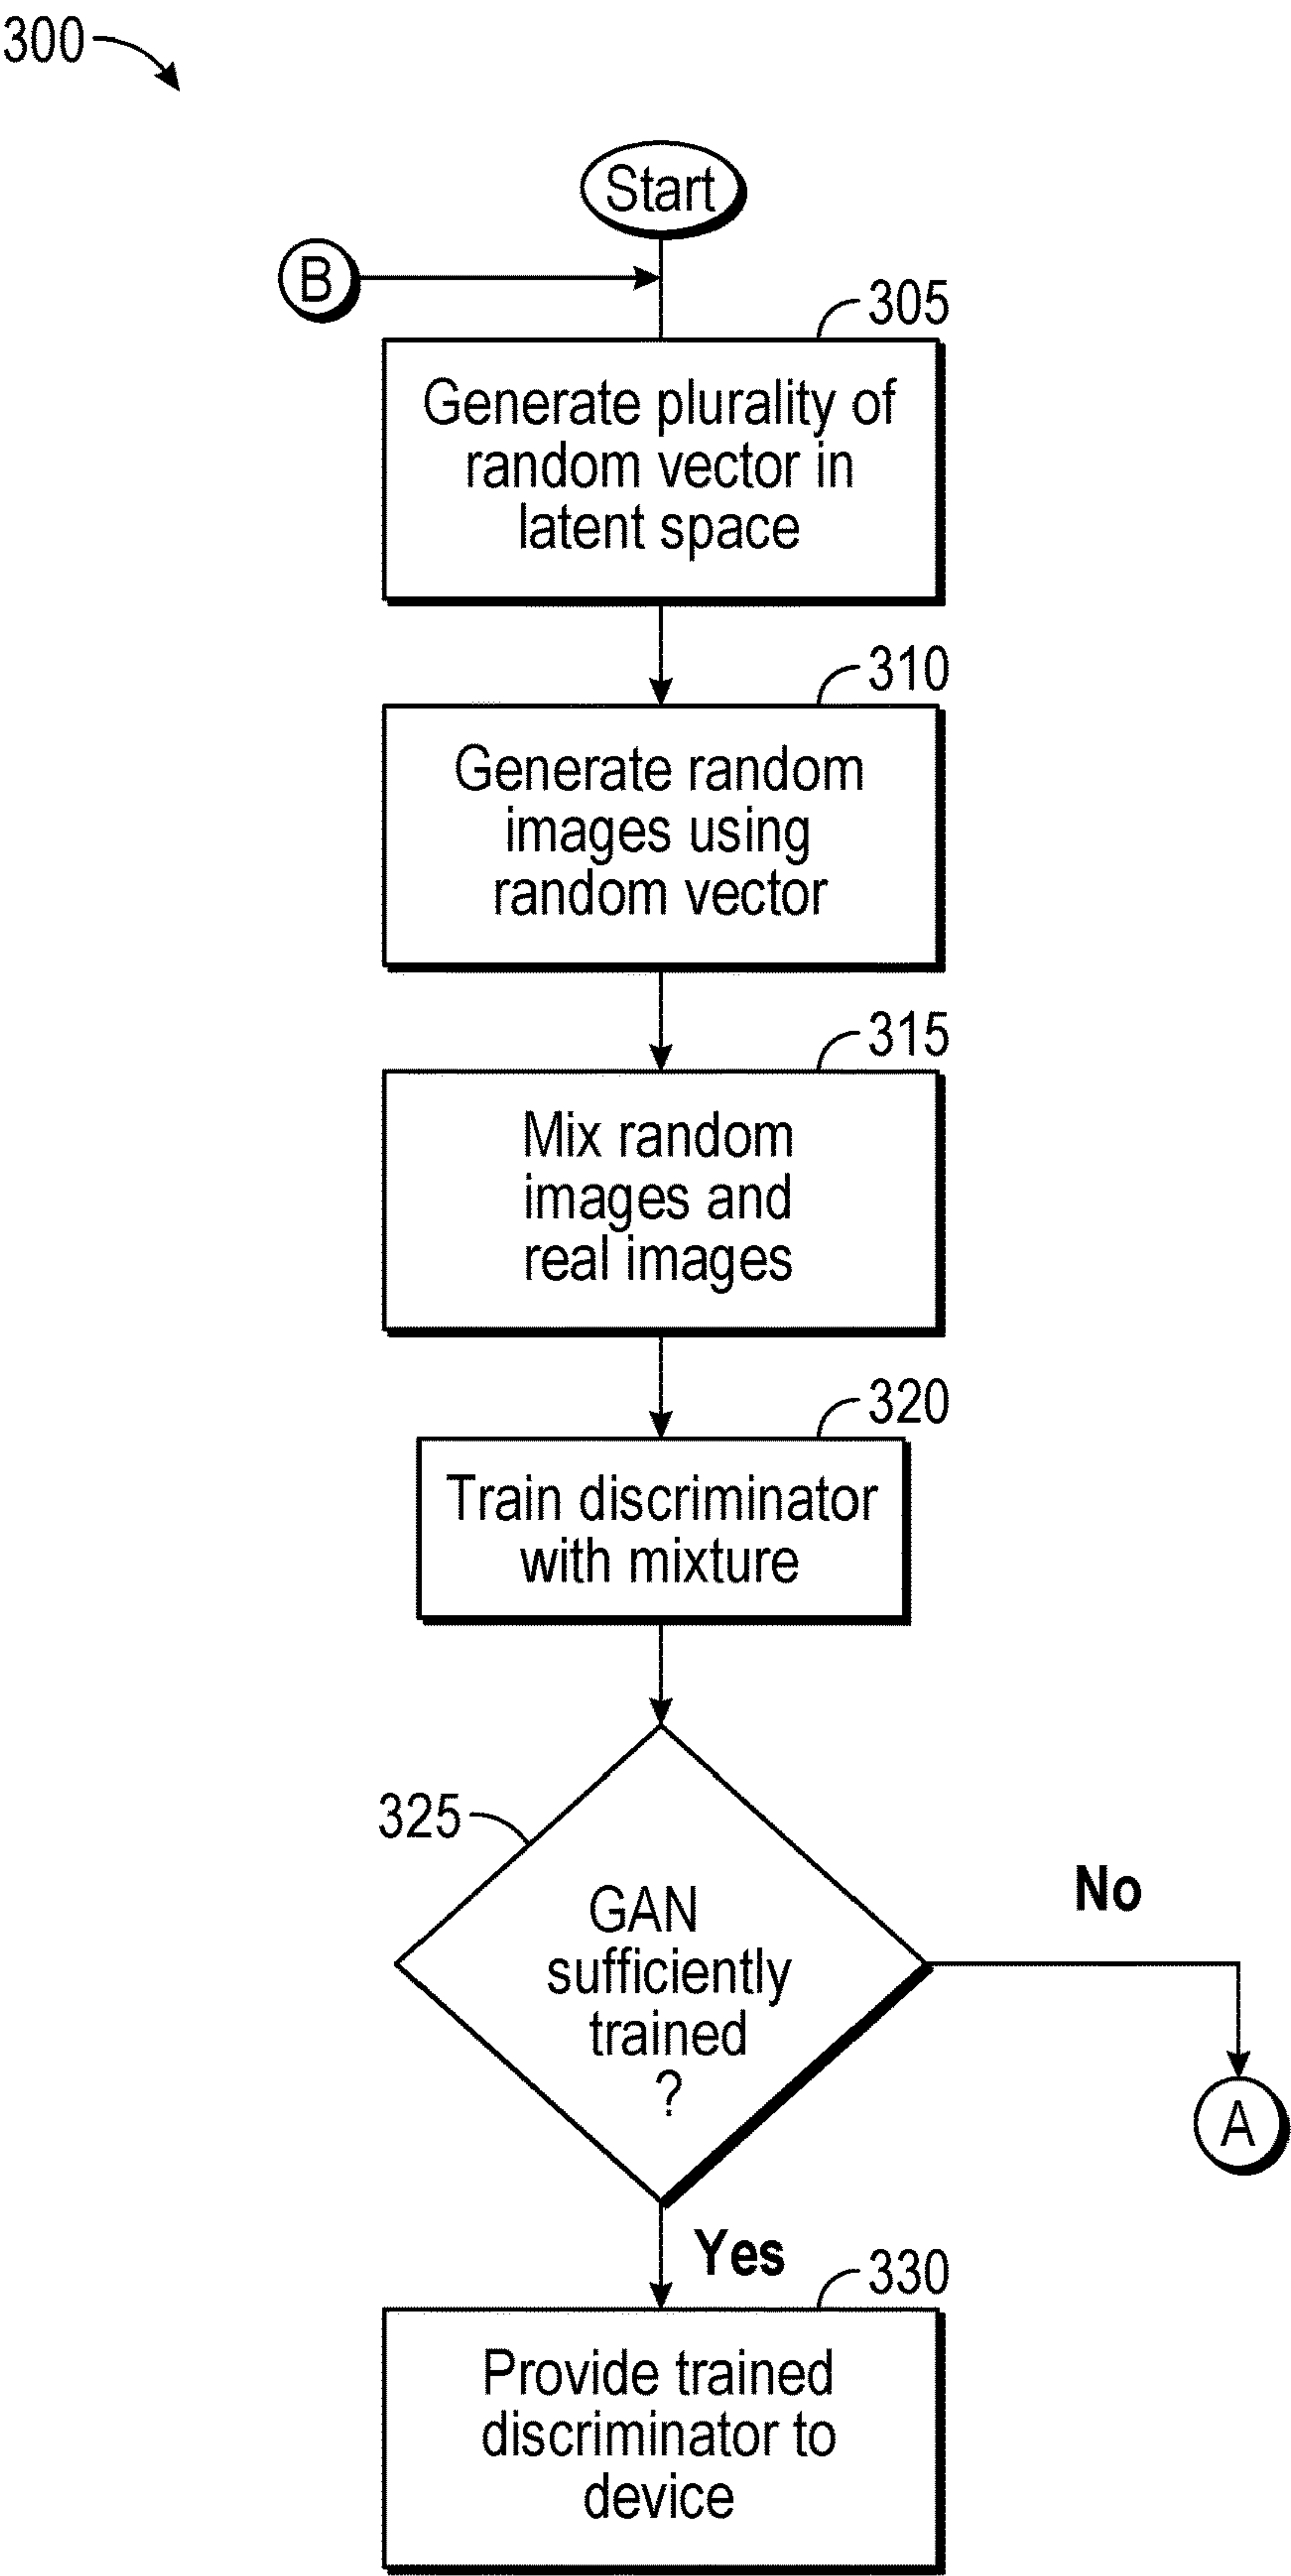 300
Start
B
305
Generate plurality of
random vector in
latent space
310
Generate random
images using
random vector
315
Mix random
images and
real images
320
Train discriminator
with mixture
325
GAN
sufficiently
trained
?
No
A
Yes
330
Provide trained
discriminator to
device